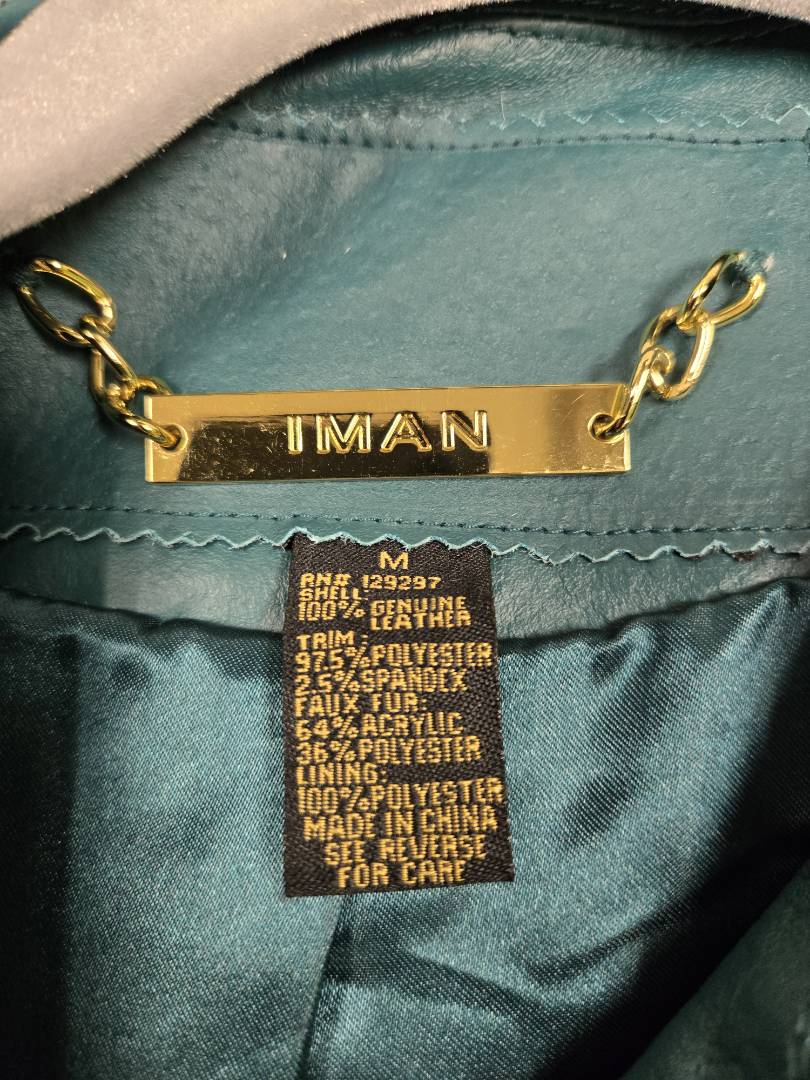 IMAN
M
RN# 129297
SHELL:
100% GENUINE
LEATHER
TRIM:
97.5% POLYESTER
2.5% SPANDEX
FAUX FUR:
64% ACRYLIC
36% POLYESTER
LINING:
100% POLYESTER
MADE IN CHINA
SEE REVERSE
FOR CARE